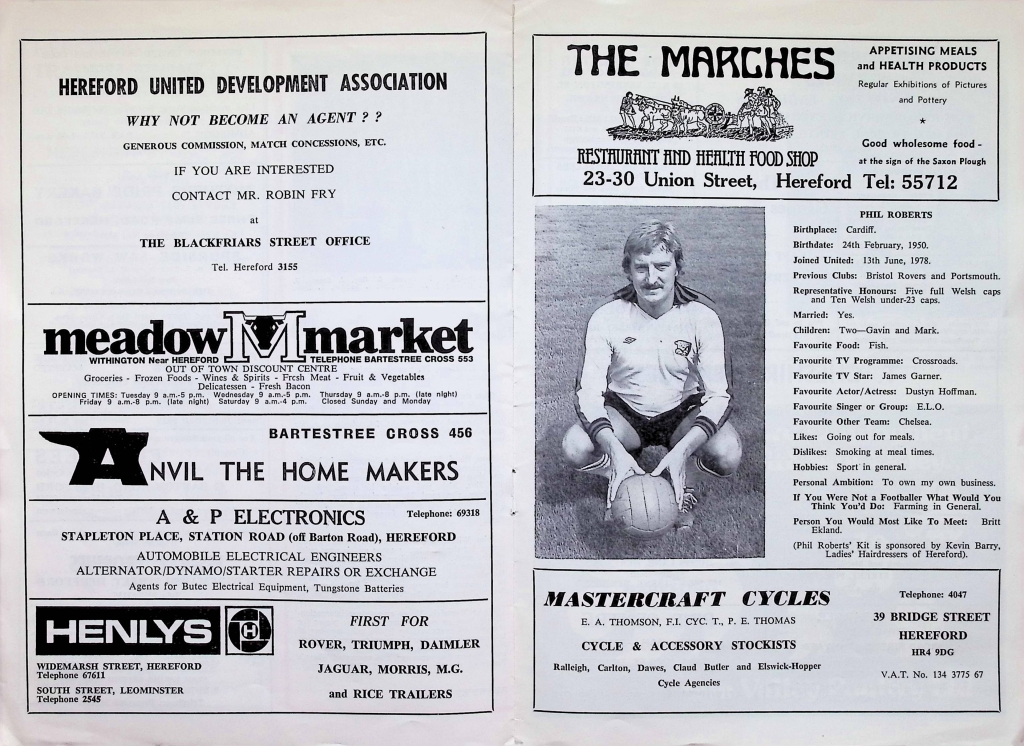 HEREFORD UNITED DEVELOPMENT ASSOCIATION
WHY NOT BECOME AN AGENT ? ?
GENEROUS COMMISSION, MATCH CONCESSIONS, ETC.
IF YOU ARE INTERESTED
CONTACT MR. ROBIN FRY
at
THE BLACKFRIARS STREET OFFICE
Tel. Hereford 3155
meadow M market
WITHINGTON Near HEREFORD TELEPHONE BARTESTREE CROSS 553
OUT OF TOWN DISCOUNT CENTRE
Groceries - Frozen Foods - Wines & Spirits - Fresh Meat - Fruit & Vegetables
Delicatessen - Fresh Bacon
OPENING TIMES: Tuesday 9 a.m.-5 p.m. Wednesday 9 a.m.-5 p.m. Thursday 9 a.m.-8 p.m. (late night)
Friday 9 a.m.-8 p.m. (late night) Saturday 9 a.m.-4 p.m. Closed Sunday and Monday
BARTESTREE CROSS 456
ANVIL THE HOME MAKERS
A & P ELECTRONICS Telephone: 69318
STAPLETON PLACE, STATION ROAD (off Barton Road), HEREFORD
AUTOMOBILE ELECTRICAL ENGINEERS
ALTERNATOR/DYNAMO/STARTER REPAIRS OR EXCHANGE
Agents for Butec Electrical Equipment, Tungstone Batteries
HENLYS H
WIDEMARSH STREET, HEREFORD
Telephone 67611
SOUTH STREET, LEOMINSTER
Telephone 2545
FIRST FOR
ROVER, TRIUMPH, DAIMLER
JAGUAR, MORRIS, M.G.
and RICE TRAILERS
THE MARCHES
RESTAURANT AND HEALTH FOOD SHOP
23-30 Union Street, Hereford Tel: 55712
APPETISING MEALS
and HEALTH PRODUCTS
Regular Exhibitions of Pictures
and Pottery
*
Good wholesome food -
at the sign of the Saxon Plough
PHIL ROBERTS
Birthplace: Cardiff.
Birthdate: 24th February, 1950.
Joined United: 13th June, 1978.
Previous Clubs: Bristol Rovers and Portsmouth.
Representative Honours: Five full Welsh caps
and Ten Welsh under-23 caps.
Married: Yes.
Children: Two—Gavin and Mark.
Favourite Food: Fish.
Favourite TV Programme: Crossroads.
Favourite TV Star: James Garner.
Favourite Actor/Actress: Dustyn Hoffman.
Favourite Singer or Group: E.L.O.
Favourite Other Team: Chelsea.
Likes: Going out for meals.
Dislikes: Smoking at meal times.
Hobbies: Sport in general.
Personal Ambition: To own my own business.
If You Were Not a Footballer What Would You
Think You'd Do: Farming in General.
Person You Would Most Like To Meet: Britt
Ekland.
(Phil Roberts' Kit is sponsored by Kevin Barry,
Ladies' Hairdressers of Hereford).
MASTERCRAFT CYCLES
E. A. THOMSON, F.I. CYC. T., P. E. THOMAS
CYCLE & ACCESSORY STOCKISTS
Raleigh, Carlton, Dawes, Claud Butler and Elswick-Hopper
Cycle Agencies
Telephone: 4047
39 BRIDGE STREET
HEREFORD
HR4 9DG
V.A.T. No. 134 3775 67